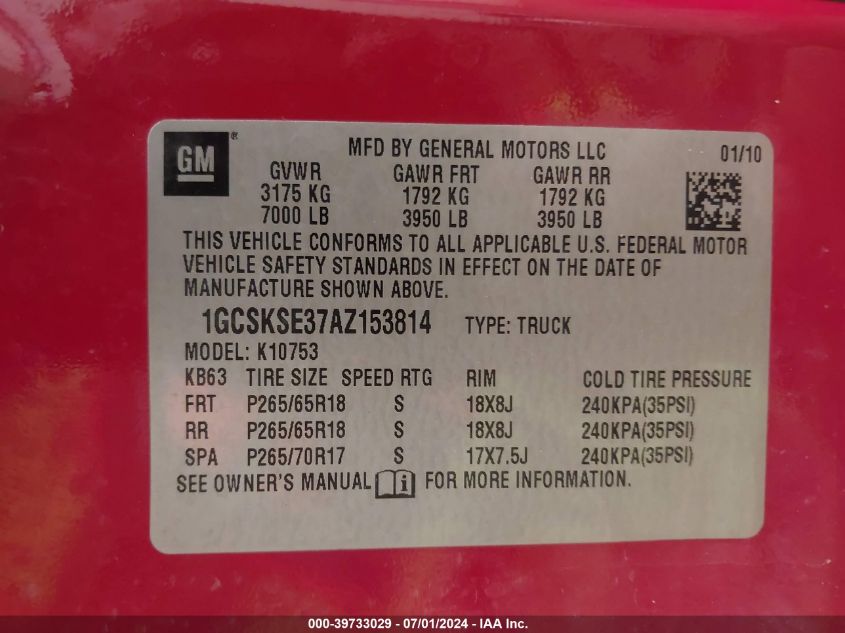 GM®
MFD BY GENERAL MOTORS LLC 01/10
GVWR GAWR FRT GAWR RR
3175 KG 1792 KG 1792 KG
7000 LB 3950 LB 3950 LB
THIS VEHICLE CONFORMS TO ALL APPLICABLE U.S. FEDERAL MOTOR
VEHICLE SAFETY STANDARDS IN EFFECT ON THE DATE OF
MANUFACTURE SHOWN ABOVE.
1GCSKSE37AZ153814 TYPE: TRUCK
MODEL: K10753
KB63 TIRE SIZE SPEED RTG RIM COLD TIRE PRESSURE
FRT P265/65R18 S 18X8J 240KPA(35PSI)
RR P265/65R18 S 18X8J 240KPA(35PSI)
SPA P265/70R17 S 17X7.5J 240KPA(35PSI)
SEE OWNER'S MANUAL i FOR MORE INFORMATION.
000-39733029 - 07/01/2024 - IAA Inc.